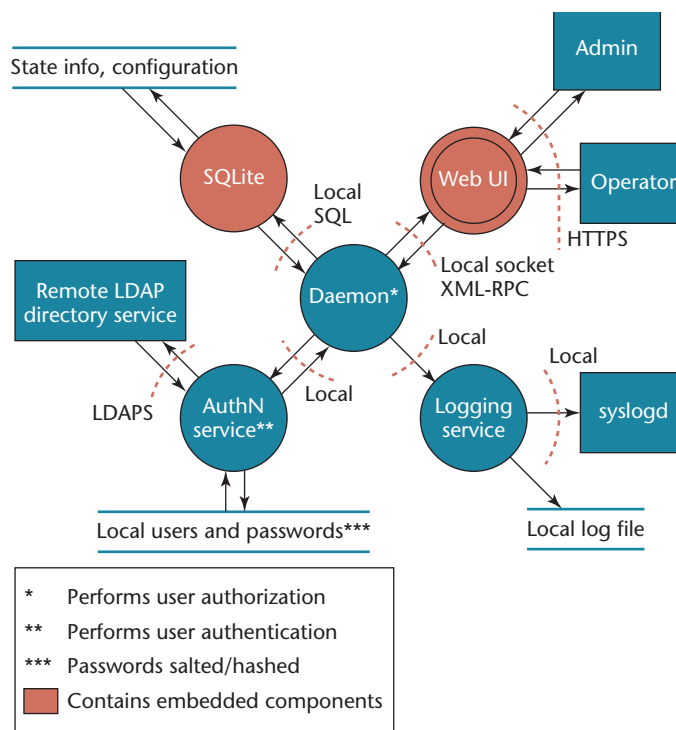 Admin
State info, configuration
SQLite
Web UI
Operator
Local
SQL
HTTPS
Local socket
XML-RPC
Daemon*
Remote LDAP
directory service
Local
Local
Local
LDAPS
AuthN
service**
Logging
service
syslogd
Local users and passwords***
Local log file
* Performs user authorization
** Performs user authentication
*** Passwords salted/hashed
Contains embedded components